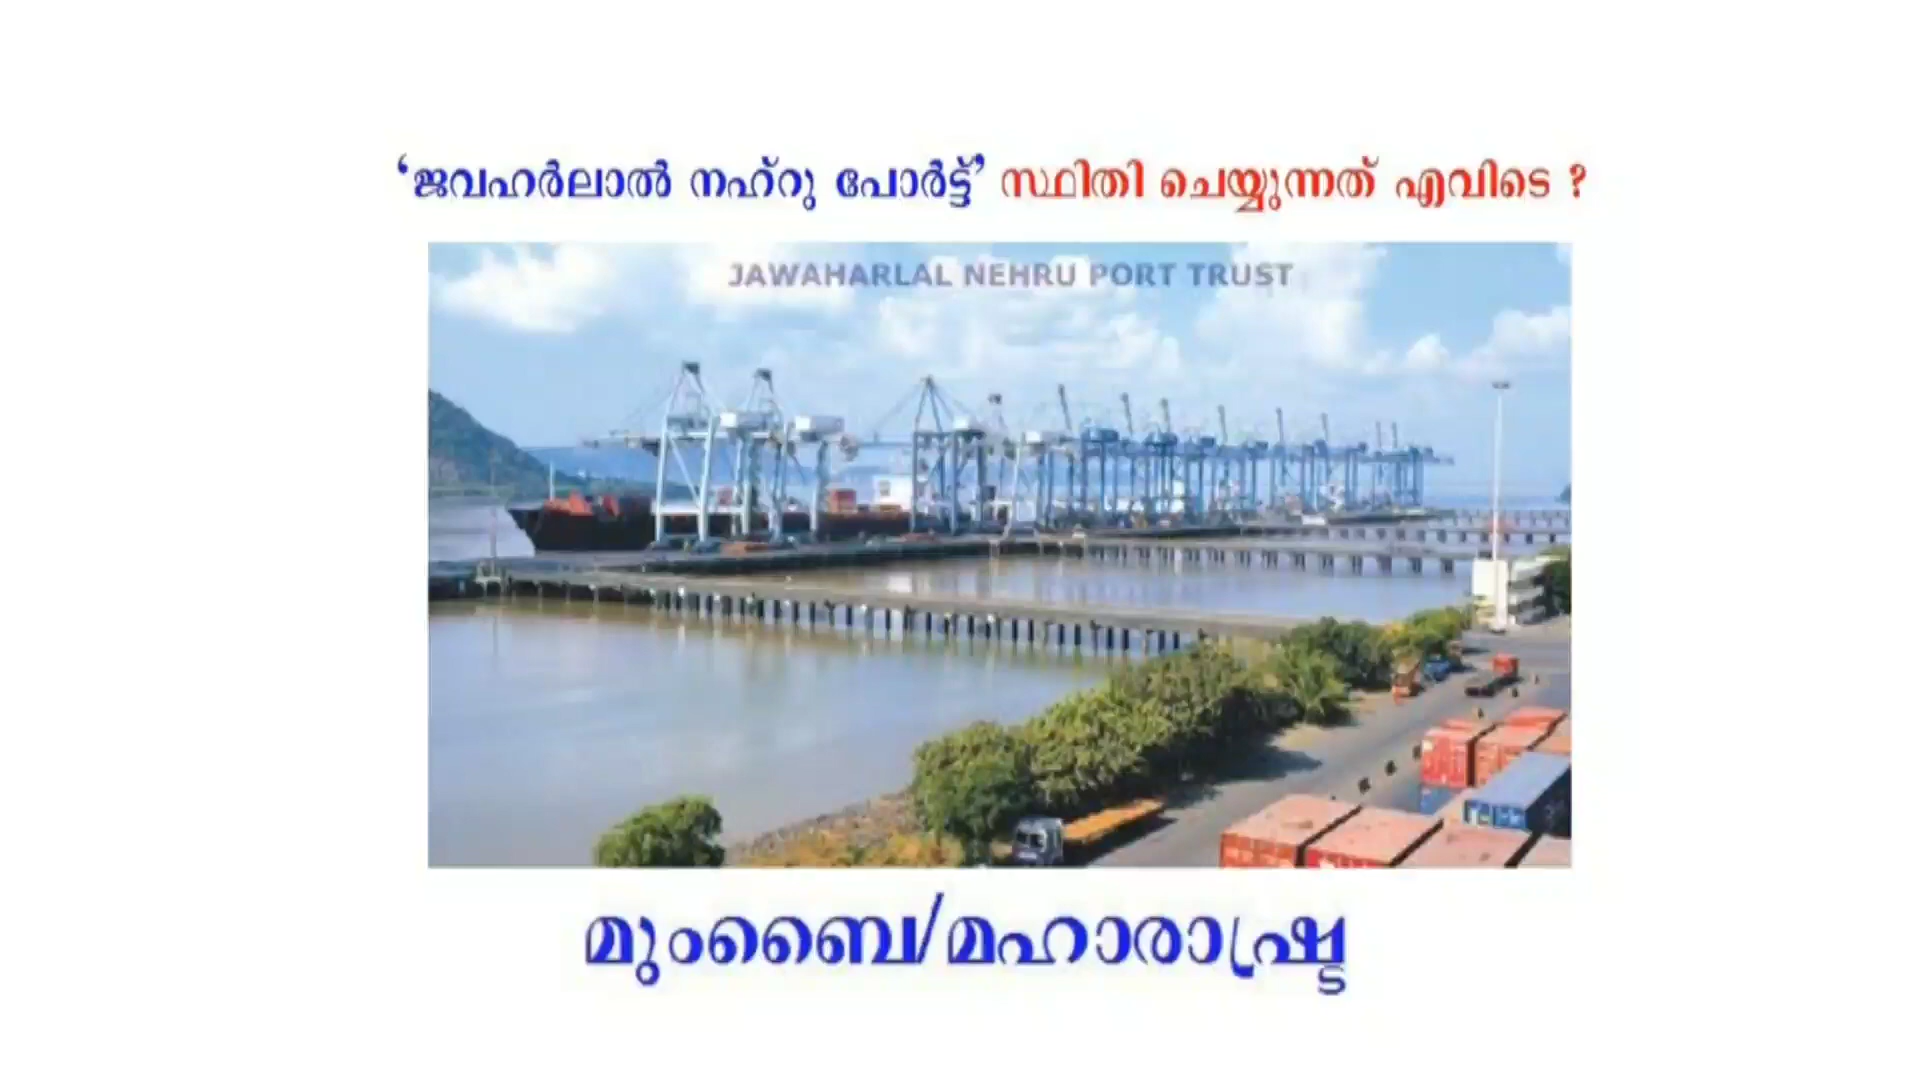 ‘ജവഹർലാൽ നഹ്റു പോർട്ട്’ സ്ഥിതി ചെയ്യുന്നത് എവിടെ ?
JAWAHARLAL NEHRU PORT TRUST
മുംബൈ/മഹാരാഷ്ട്ര